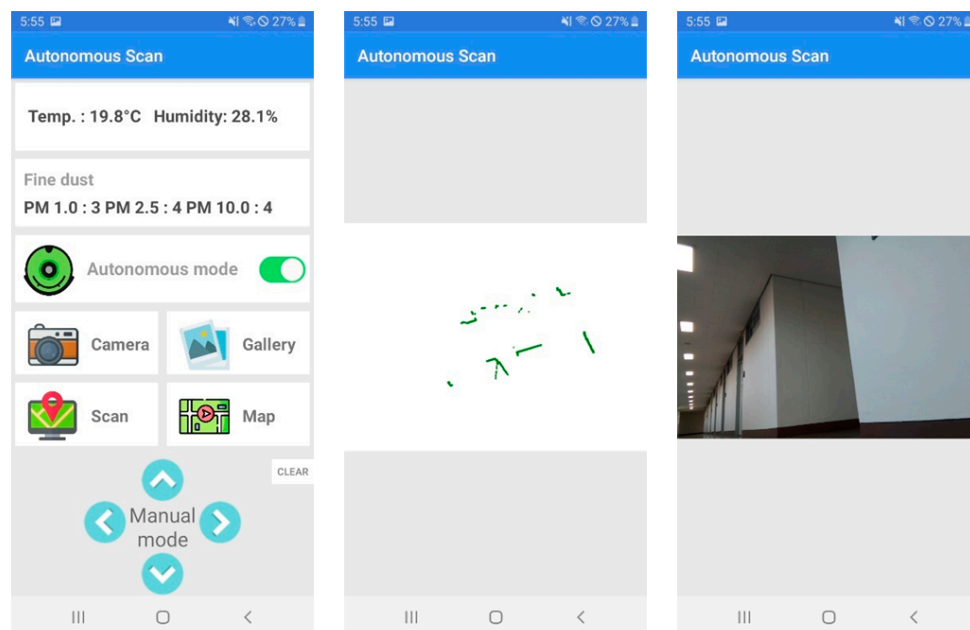 5:55 27%
Autonomous Scan
Temp. : 19.8°C Humidity: 28.1%
Fine dust
PM 1.0 : 3 PM 2.5 : 4 PM 10.0 : 4
Autonomous mode
Camera
Gallery
Scan
Map
CLEAR
Manual
mode
5:55 27%
Autonomous Scan
5:55 27%
Autonomous Scan